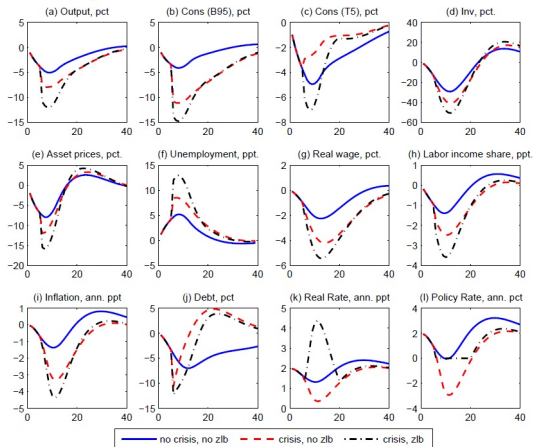 (a) Output, pct
(b) Cons (B95), pct
(c) Cons (T5), pct
(d) Inv, pct.
5
0
-5
-10
-15
0 20 40
5
0
-5
-10
-15
0 20 40
0
-2
-4
-6
-8
0 20 40
40
20
0
-20
-40
-60
0 20 40
(e) Asset prices, pct.
(f) Unemployment, ppt.
(g) Real wage, pct.
(h) Labor income share, ppt.
5
0
-5
-10
-15
-20
0 20 40
15
10
5
0
-5
0 20 40
2
0
-2
-4
-6
0 20 40
1
0
-1
-2
-3
-4
0 20 40
(i) Inflation, ann. ppt
(j) Debt, pct
(k) Real Rate, ann. ppt
(l) Policy Rate, ann. pct
1
0
-1
-2
-3
-4
-5
0 20 40
5
0
-5
-10
-15
0 20 40
5
4
3
2
1
0
0 20 40
4
2
0
-2
-4
0 20 40
no crisis, no zlb
crisis, no zlb
crisis, zlb